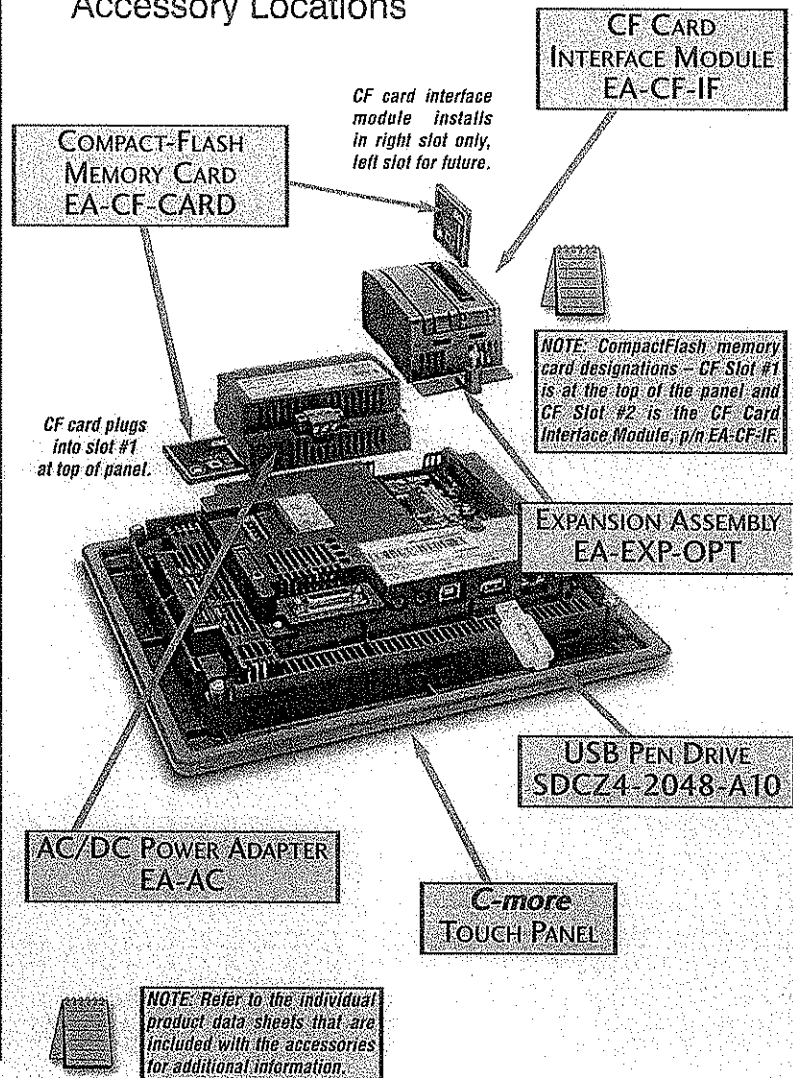 Accessory Locations
CF CARD
INTERFACE MODULE
EA-CF-IF
CF card interface
module installs
in right slot only,
left slot for future.
COMPACT-FLASH
MEMORY CARD
EA-CF-CARD
NOTE: CompactFlash memory
card designations – CF Slot #1
is at the top of the panel and
CF Slot #2 is the CF Card
Interface Module, p/n EA-CF-IF.
CF card plugs
into slot #1
at top of panel.
EXPANSION ASSEMBLY
EA-EXP-OPT
USB PEN DRIVE
SDCZ4-2048-A10
AC/DC POWER ADAPTER
EA-AC
C-more
TOUCH PANEL
NOTE: Refer to the individual
product data sheets that are
included with the accessories
for additional information.